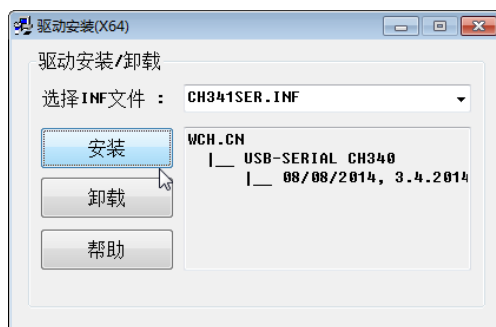 驱动安装(X64)
驱动安装/卸载
选择INF文件 :
CH341SER.INF
安装
WCH.CN
|__ USB-SERIAL CH340
|__ 08/08/2014, 3.4.2014
卸载
帮助